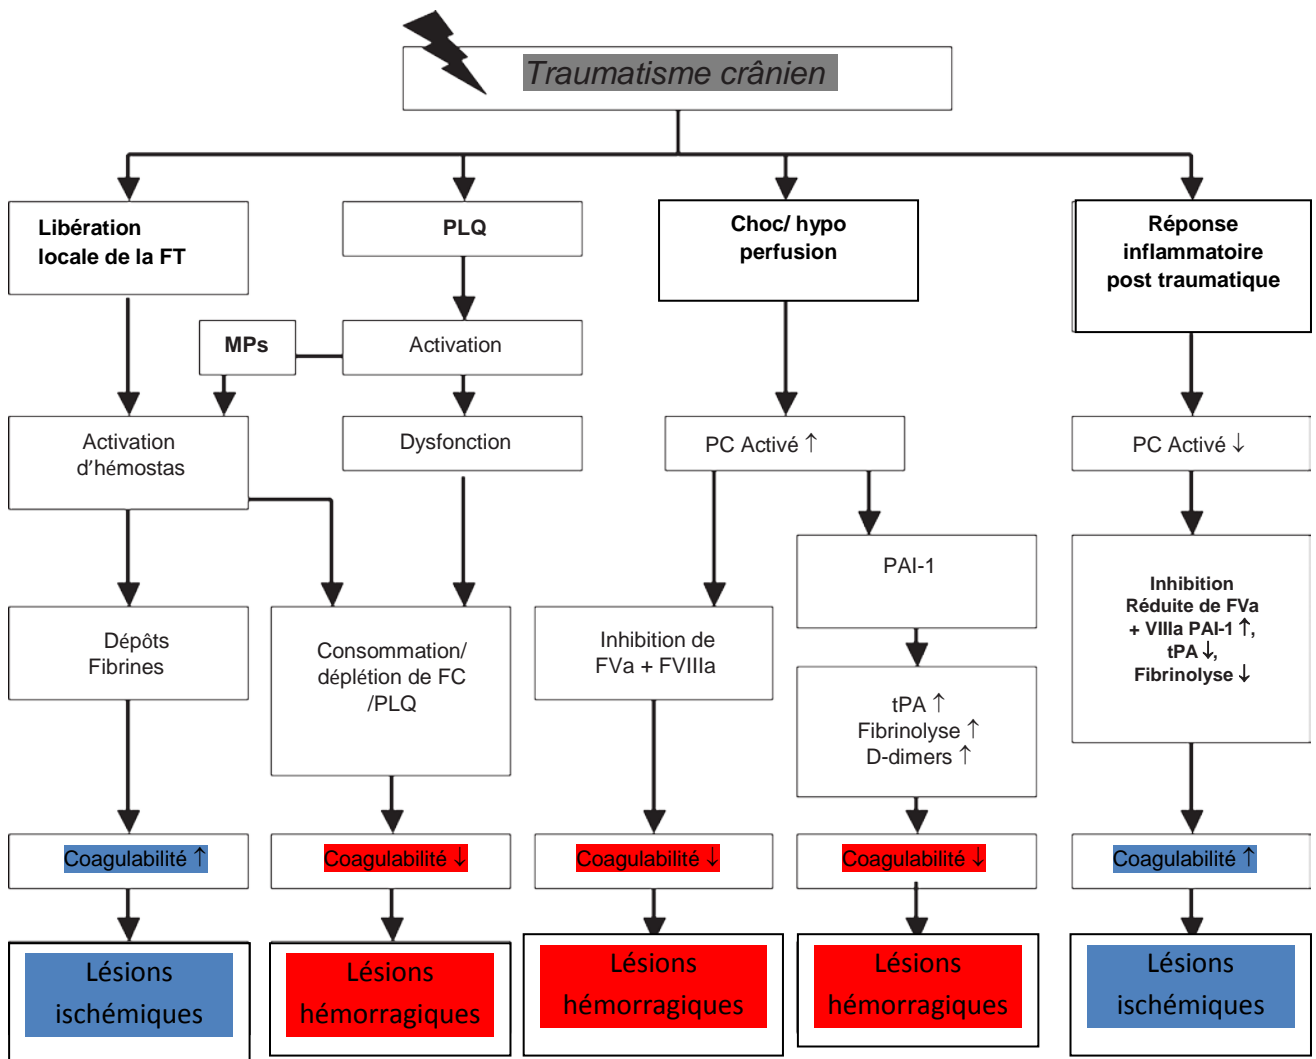 Traumatisme crânien
Libération
locale de la FT
PLQ
Choc/ hypo
perfusion
Réponse
inflammatoire
post traumatique
MPs
Activation
Activation
d'hémostas
Dysfonction
PC Activé ↑
PC Activé ↓
Dépôts
Fibrines
Consommation/
déplétion de FC
/PLQ
Inhibition de
FVa + FVIIIa
PAI-1
tPA ↑
Fibrinolyse ↑
D-dimers ↑
Inhibition
Réduite de FVa
+ VIIIa PAI-1 ↑,
tPA ↓,
Fibrinolyse ↓
Coagulabilité ↑
Coagulabilité ↓
Coagulabilité ↓
Coagulabilité ↓
Coagulabilité ↑
Lésions
ischémiques
Lésions
hémorragiques
Lésions
hémorragiques
Lésions
hémorragiques
Lésions
ischémiques